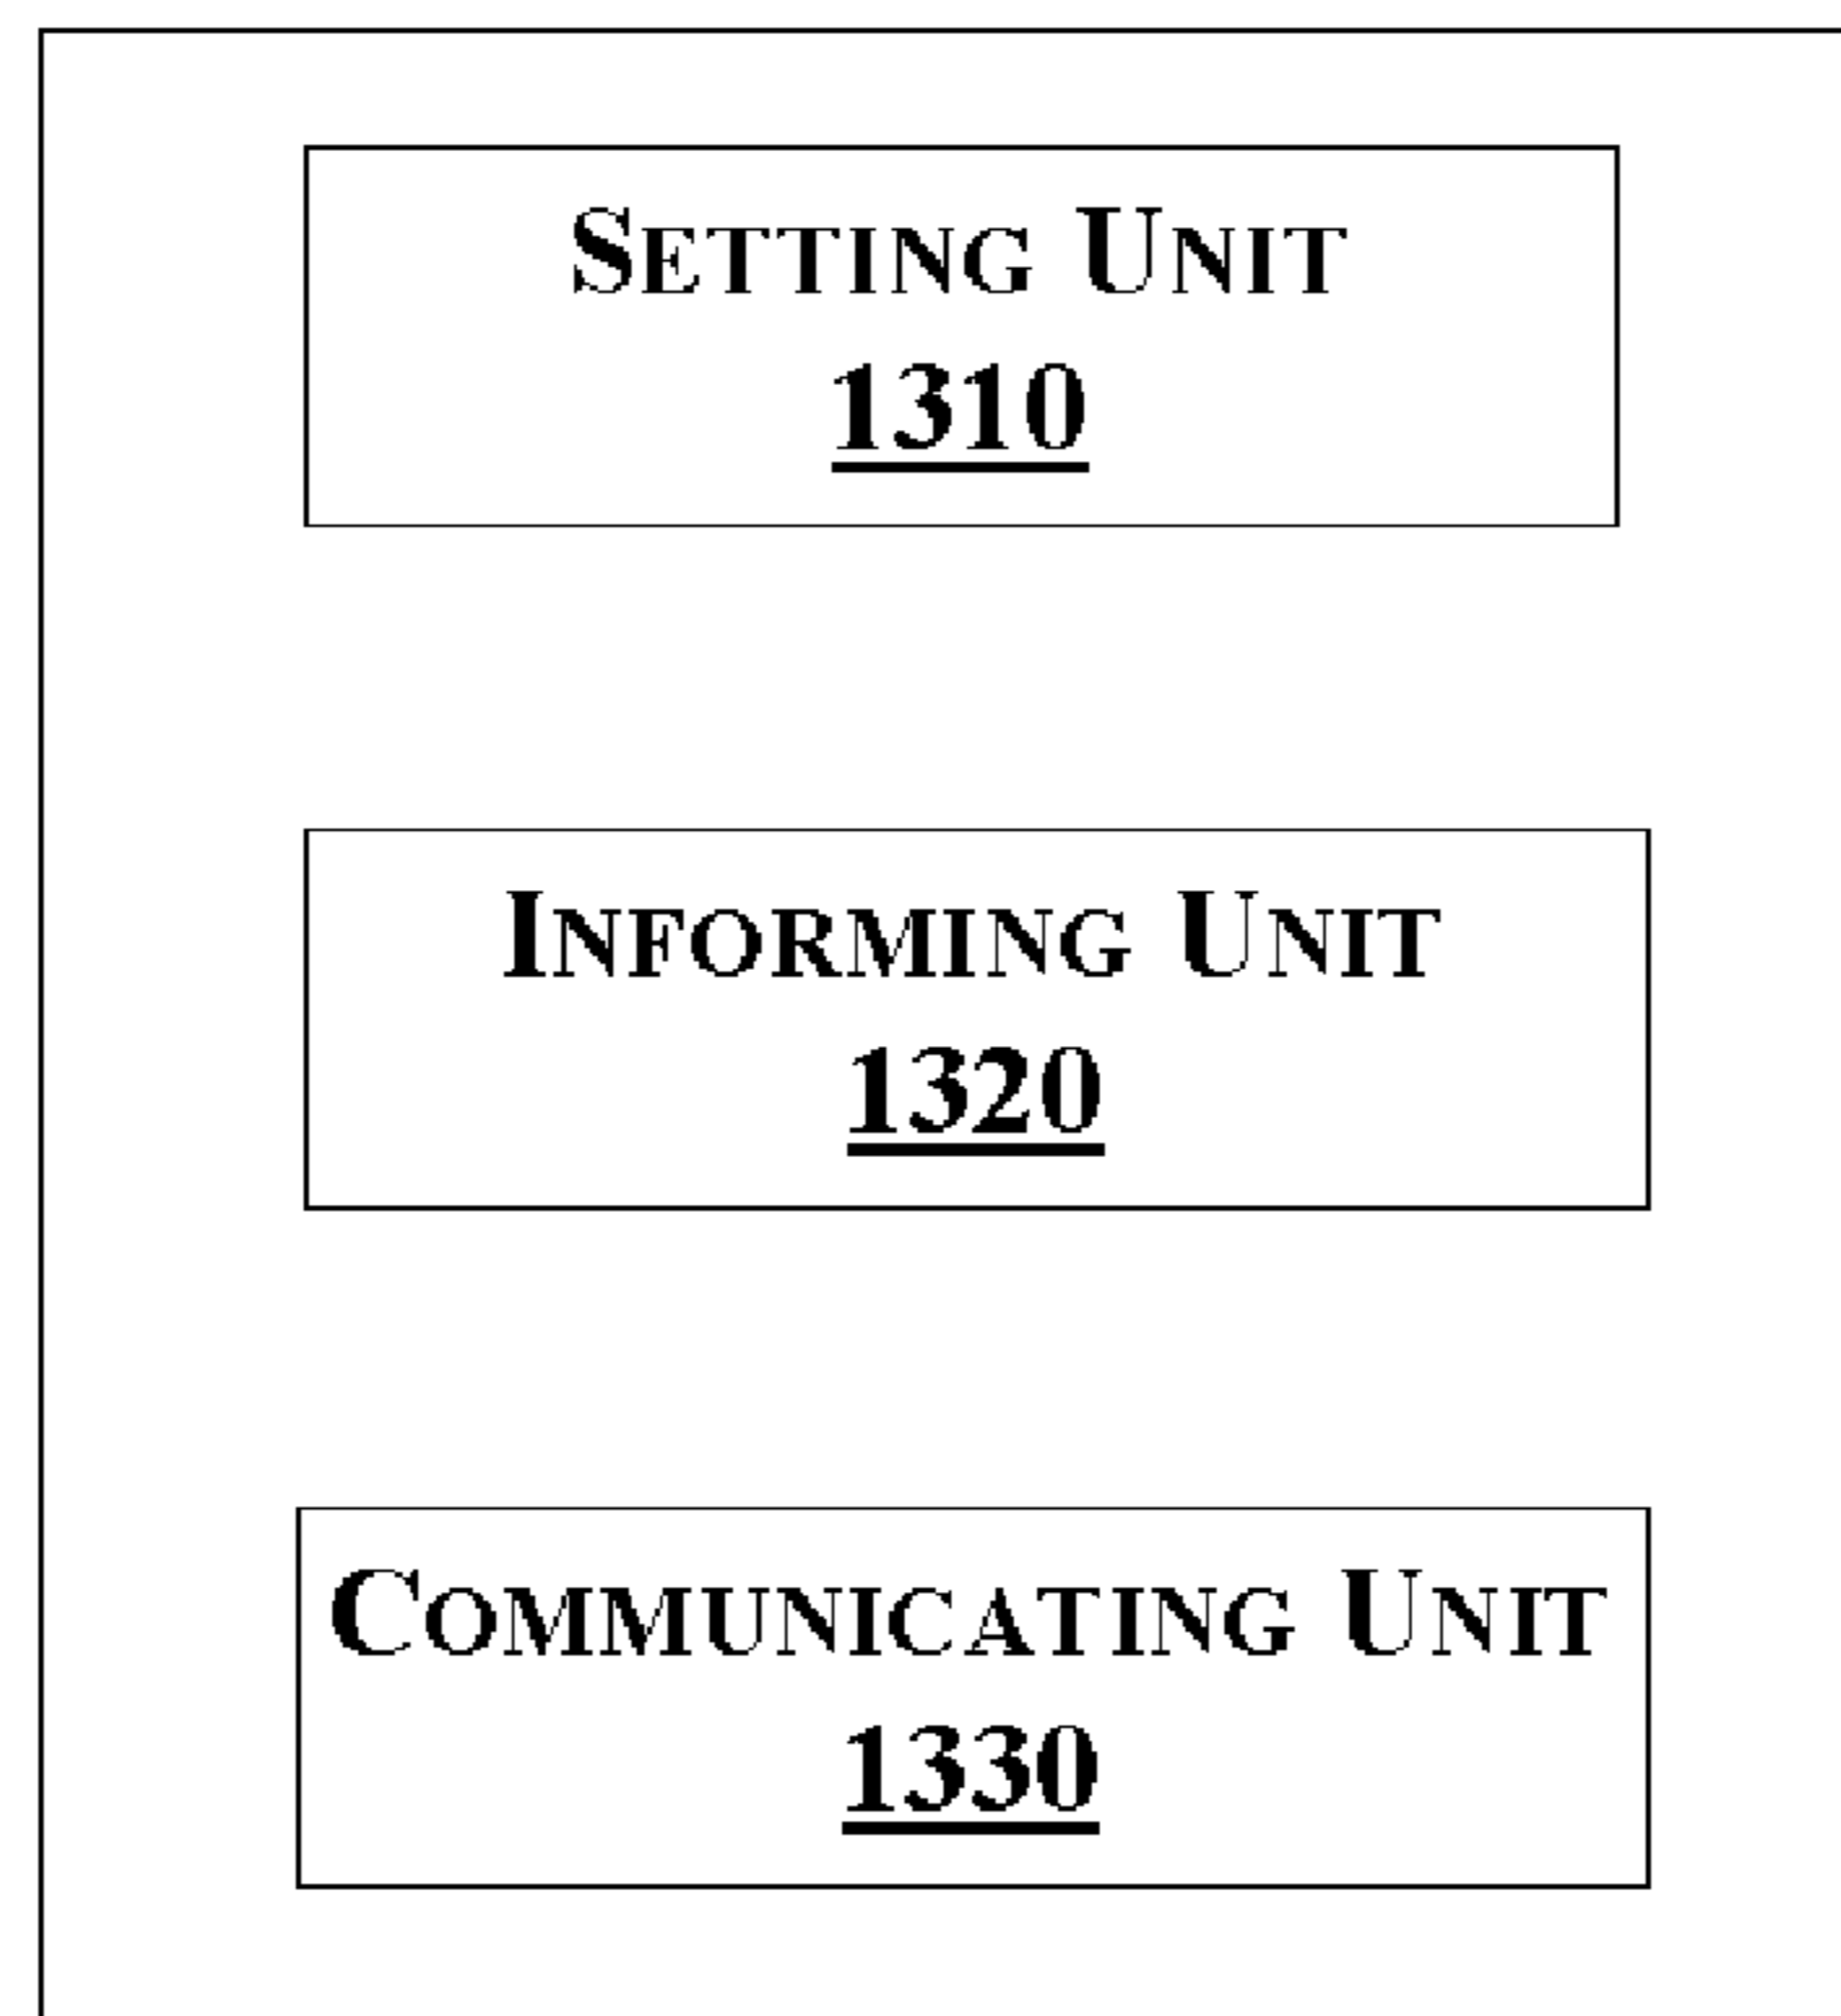 Setting Unit
1310
Informing Unit
1320
Communicating Unit
1330